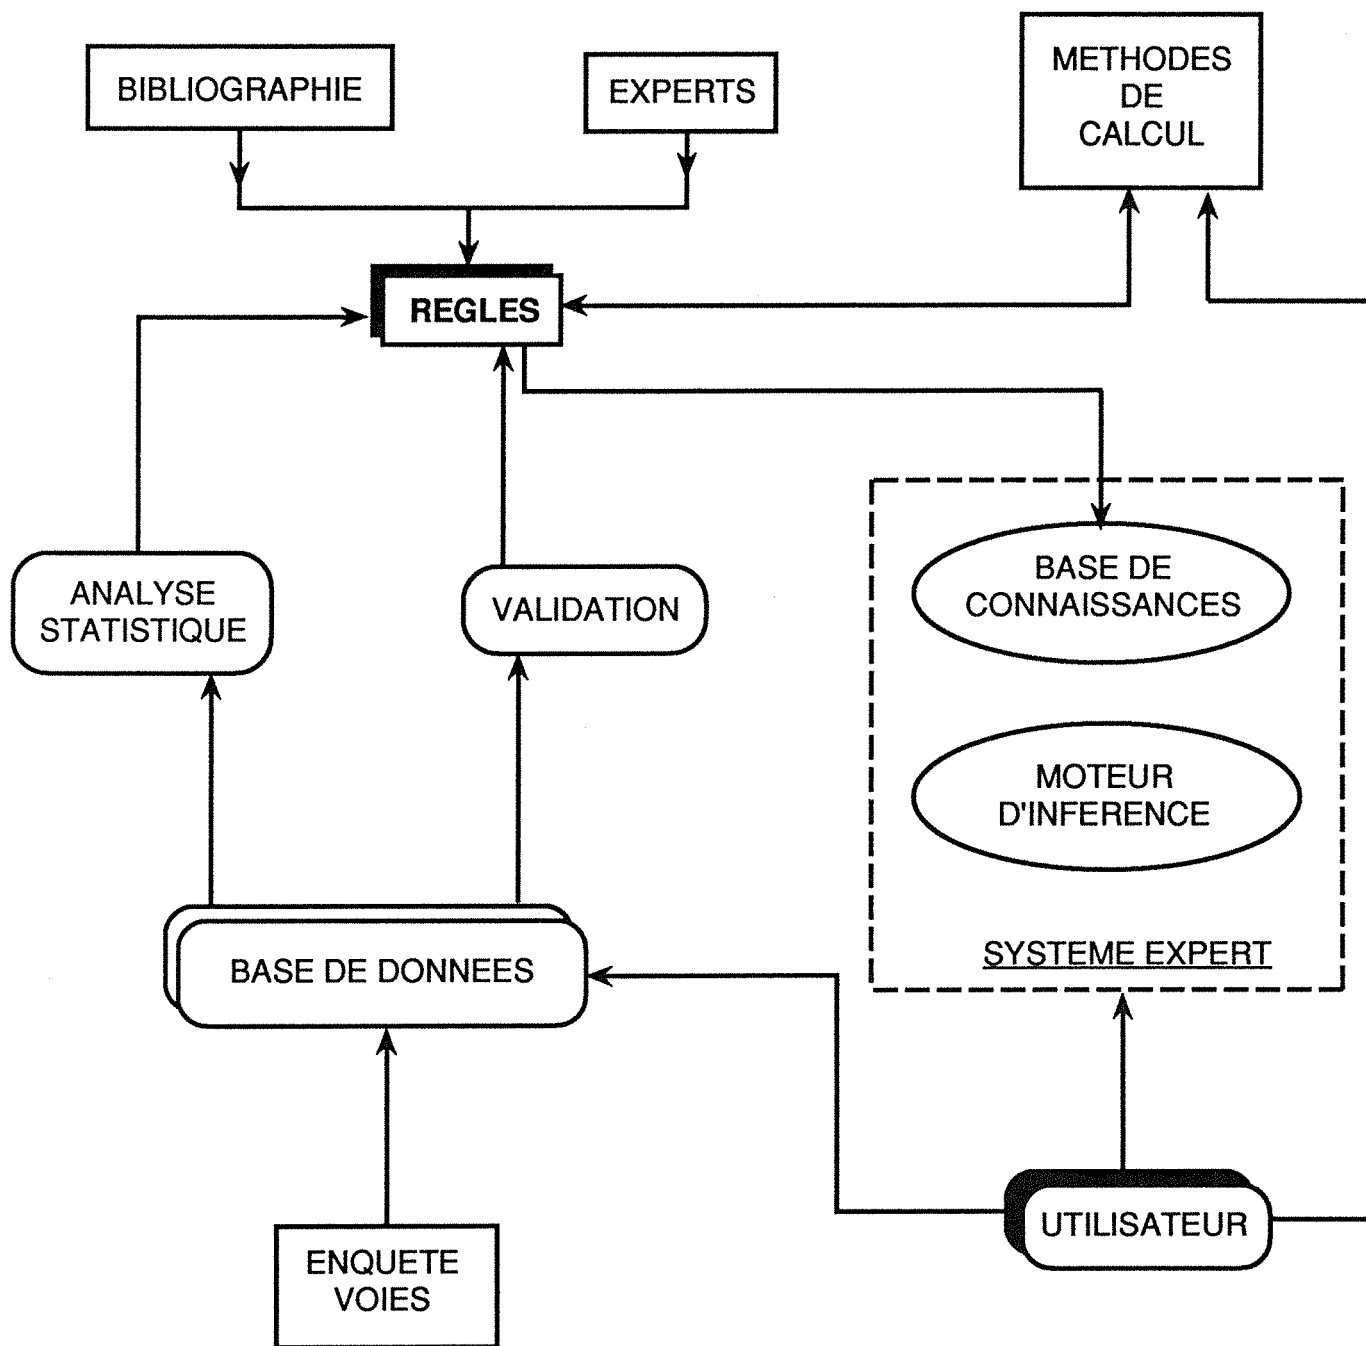 BIBLIOGRAPHIE
EXPERTS
METHODES
DE
CALCUL
REGLES
ANALYSE
STATISTIQUE
VALIDATION
BASE DE
CONNAISSANCES
MOTEUR
D'INFERENCE
SYSTEME EXPERT
BASE DE DONNEES
UTILISATEUR
ENQUETE
VOIES